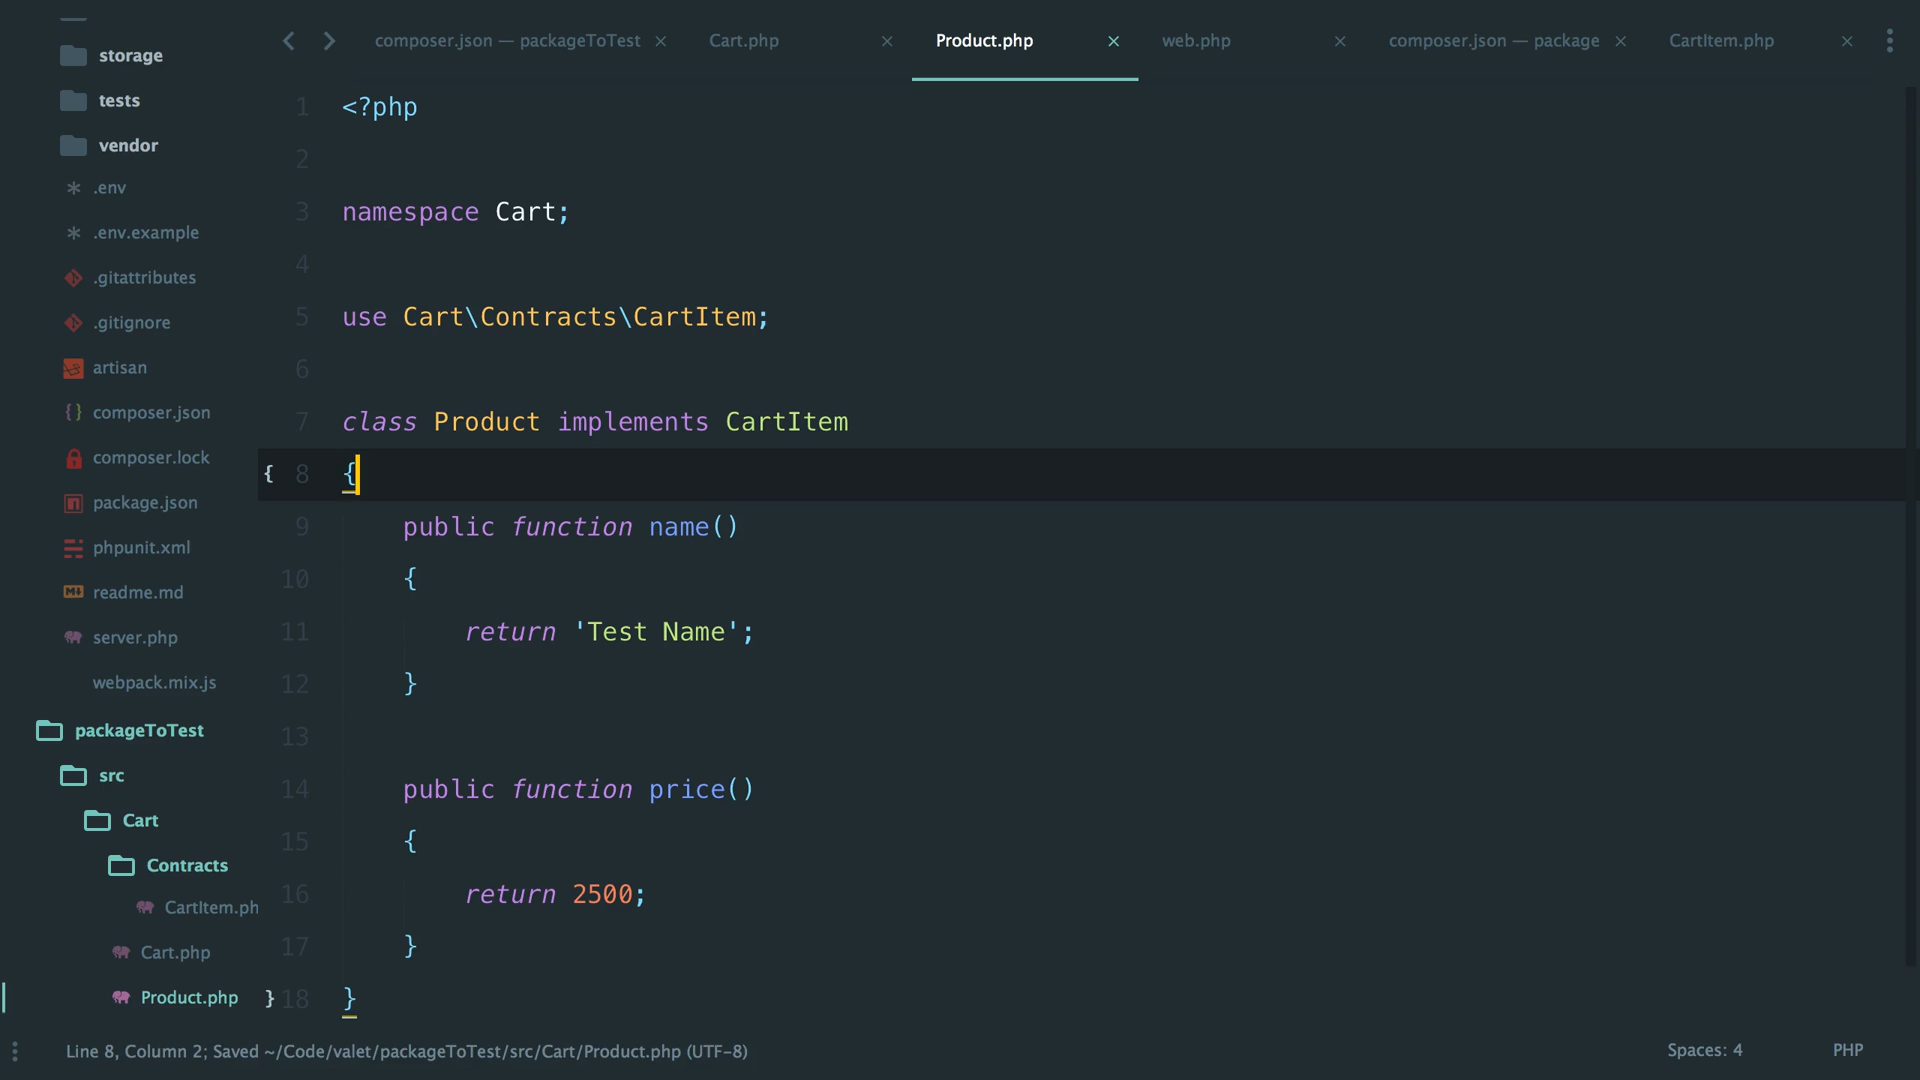 storage
tests
vendor
.env
.env.example
.gitattributes
.gitignore
artisan
composer.json
composer.lock
package.json
phpunit.xml
readme.md
server.php
webpack.mix.js
packageToTest
src
Cart
Contracts
CartItem.ph
Cart.php
Product.php
composer.json — packageToTest
Cart.php
Product.php
web.php
composer.json — package
CartItem.php
1 <?php
2
3 namespace Cart;
4
5 use Cart\Contracts\CartItem;
6
7 class Product implements CartItem
{ 8 {
9     public function name()
10     {
11         return 'Test Name';
12     }
13
14     public function price()
15     {
16         return 2500;
17     }
} 18 }
Line 8, Column 2; Saved ~/Code/valet/packageToTest/src/Cart/Product.php (UTF-8)
Spaces: 4
PHP